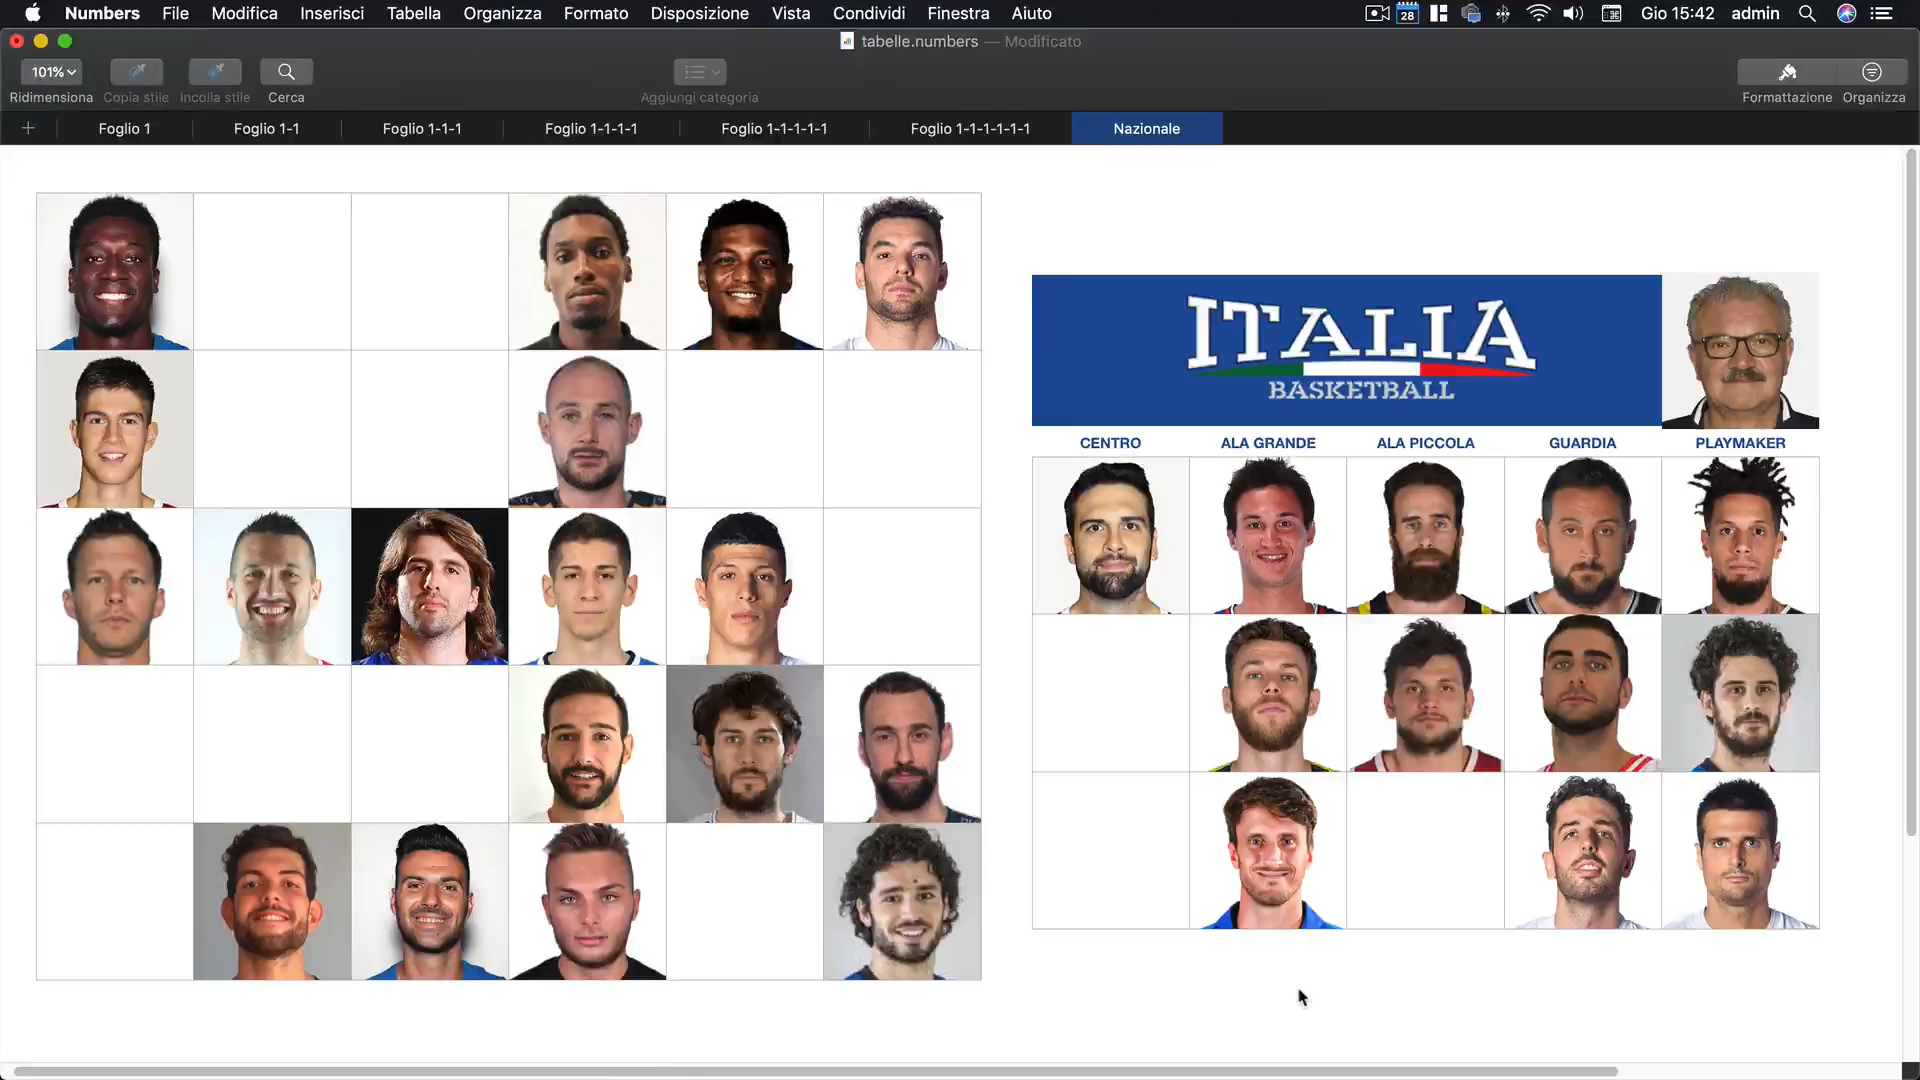 Numbers File Modifica Inserisci Tabella Organizza Formato Disposizione Vista Condividi Finestra Aiuto 28 Gio 15:42 admin
tabelle.numbers — Modificato
101%
Ridimensiona Copia stile Incolla stile Cerca Aggiungi categoria Formattazione Organizza
Foglio 1 Foglio 1-1 Foglio 1-1-1 Foglio 1-1-1-1 Foglio 1-1-1-1-1 Foglio 1-1-1-1-1-1 Nazionale
ITALIA
BASKETBALL
CENTRO ALA GRANDE ALA PICCOLA GUARDIA PLAYMAKER